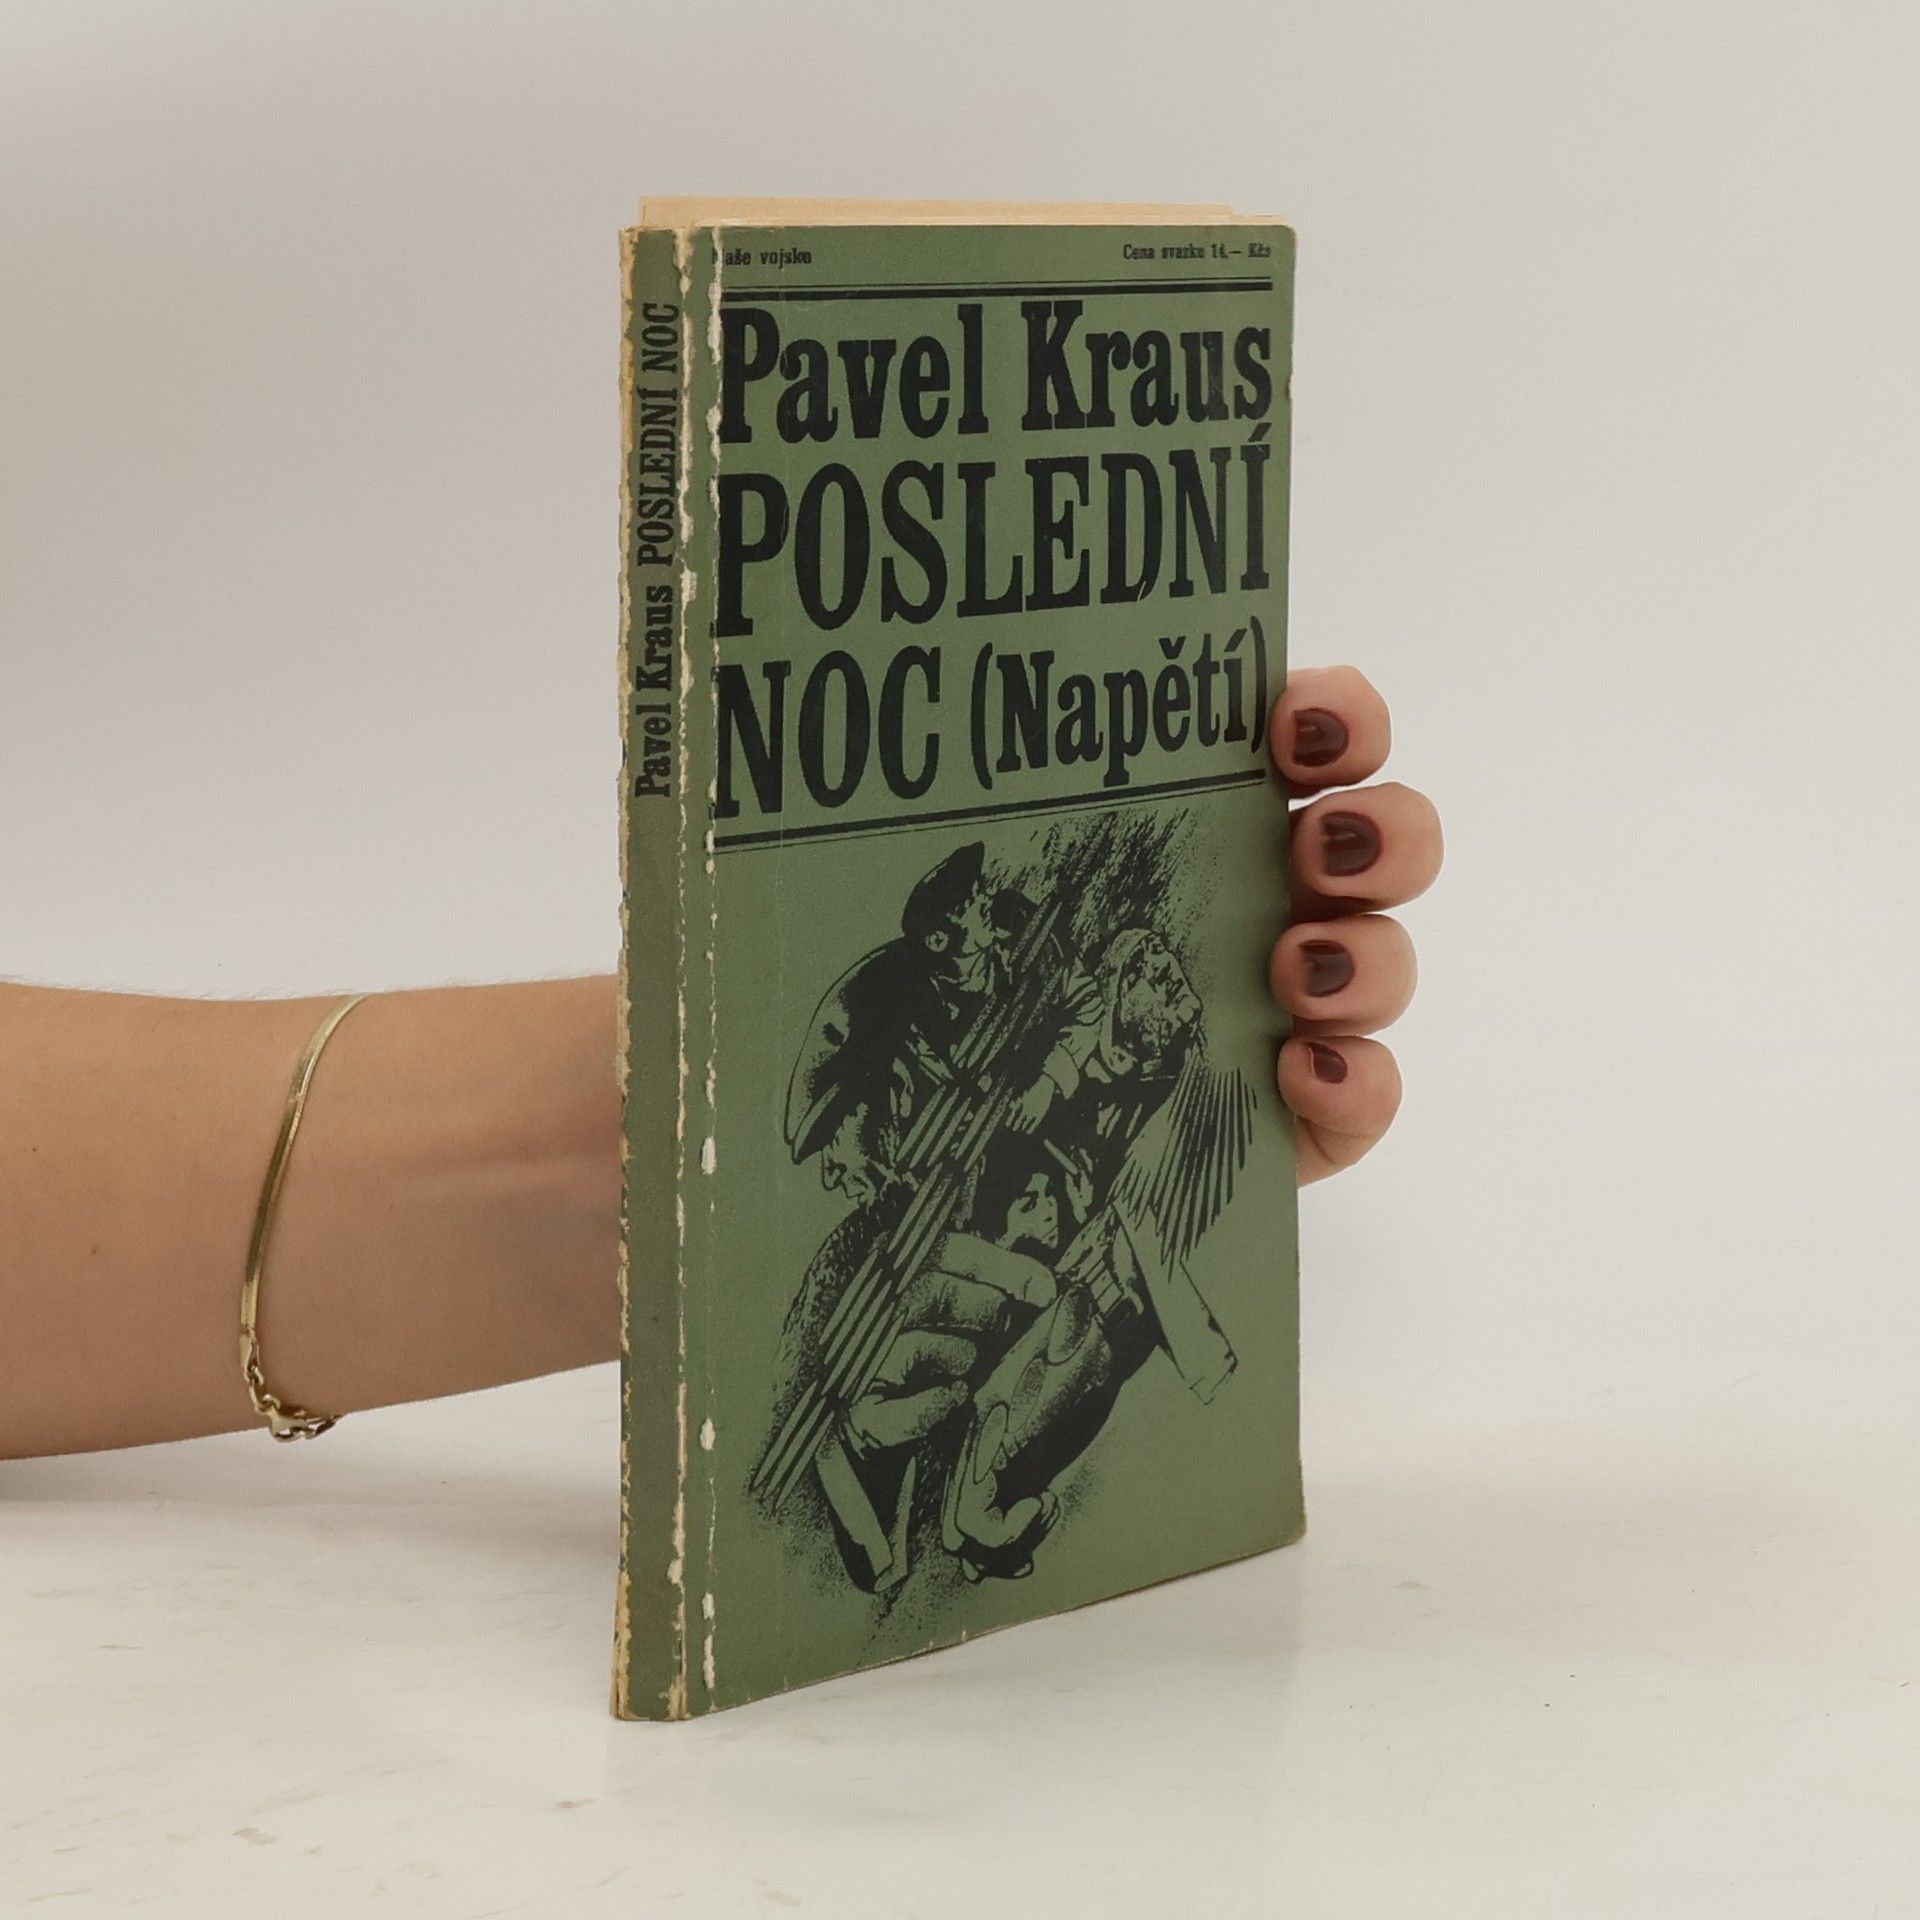 Pavel Kraus POSLEDNÍ NOC
Naše vojsko
Cena svazku 14,— Kčs
Pavel Kraus
POSLEDNÍ
NOC (Napětí)